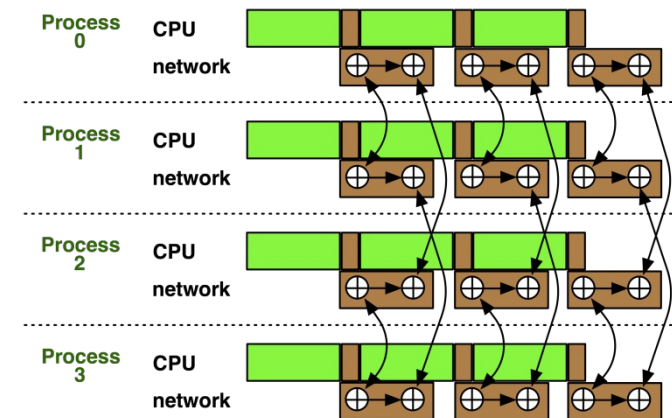 Process CPU
0
network
Process CPU
1
network
Process CPU
2
network
Process CPU
3
network